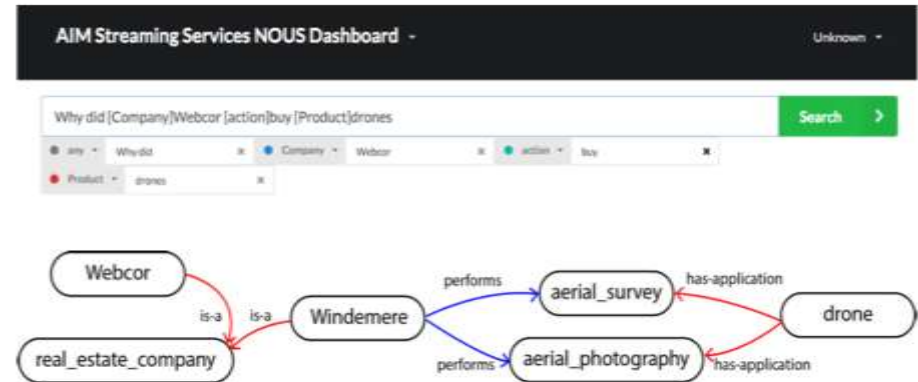 AIM Streaming Services NOUS Dashboard
Unknown
Why did [Company]Webcor [action]buy [Product]drones
Search
any Why did × Company Webcor × action buy ×
Product drones ×
Webcor
performs
aerial_survey
has-application
is-a
is-a
Windemere
drone
real_estate_company
performs
aerial_photography
has-application